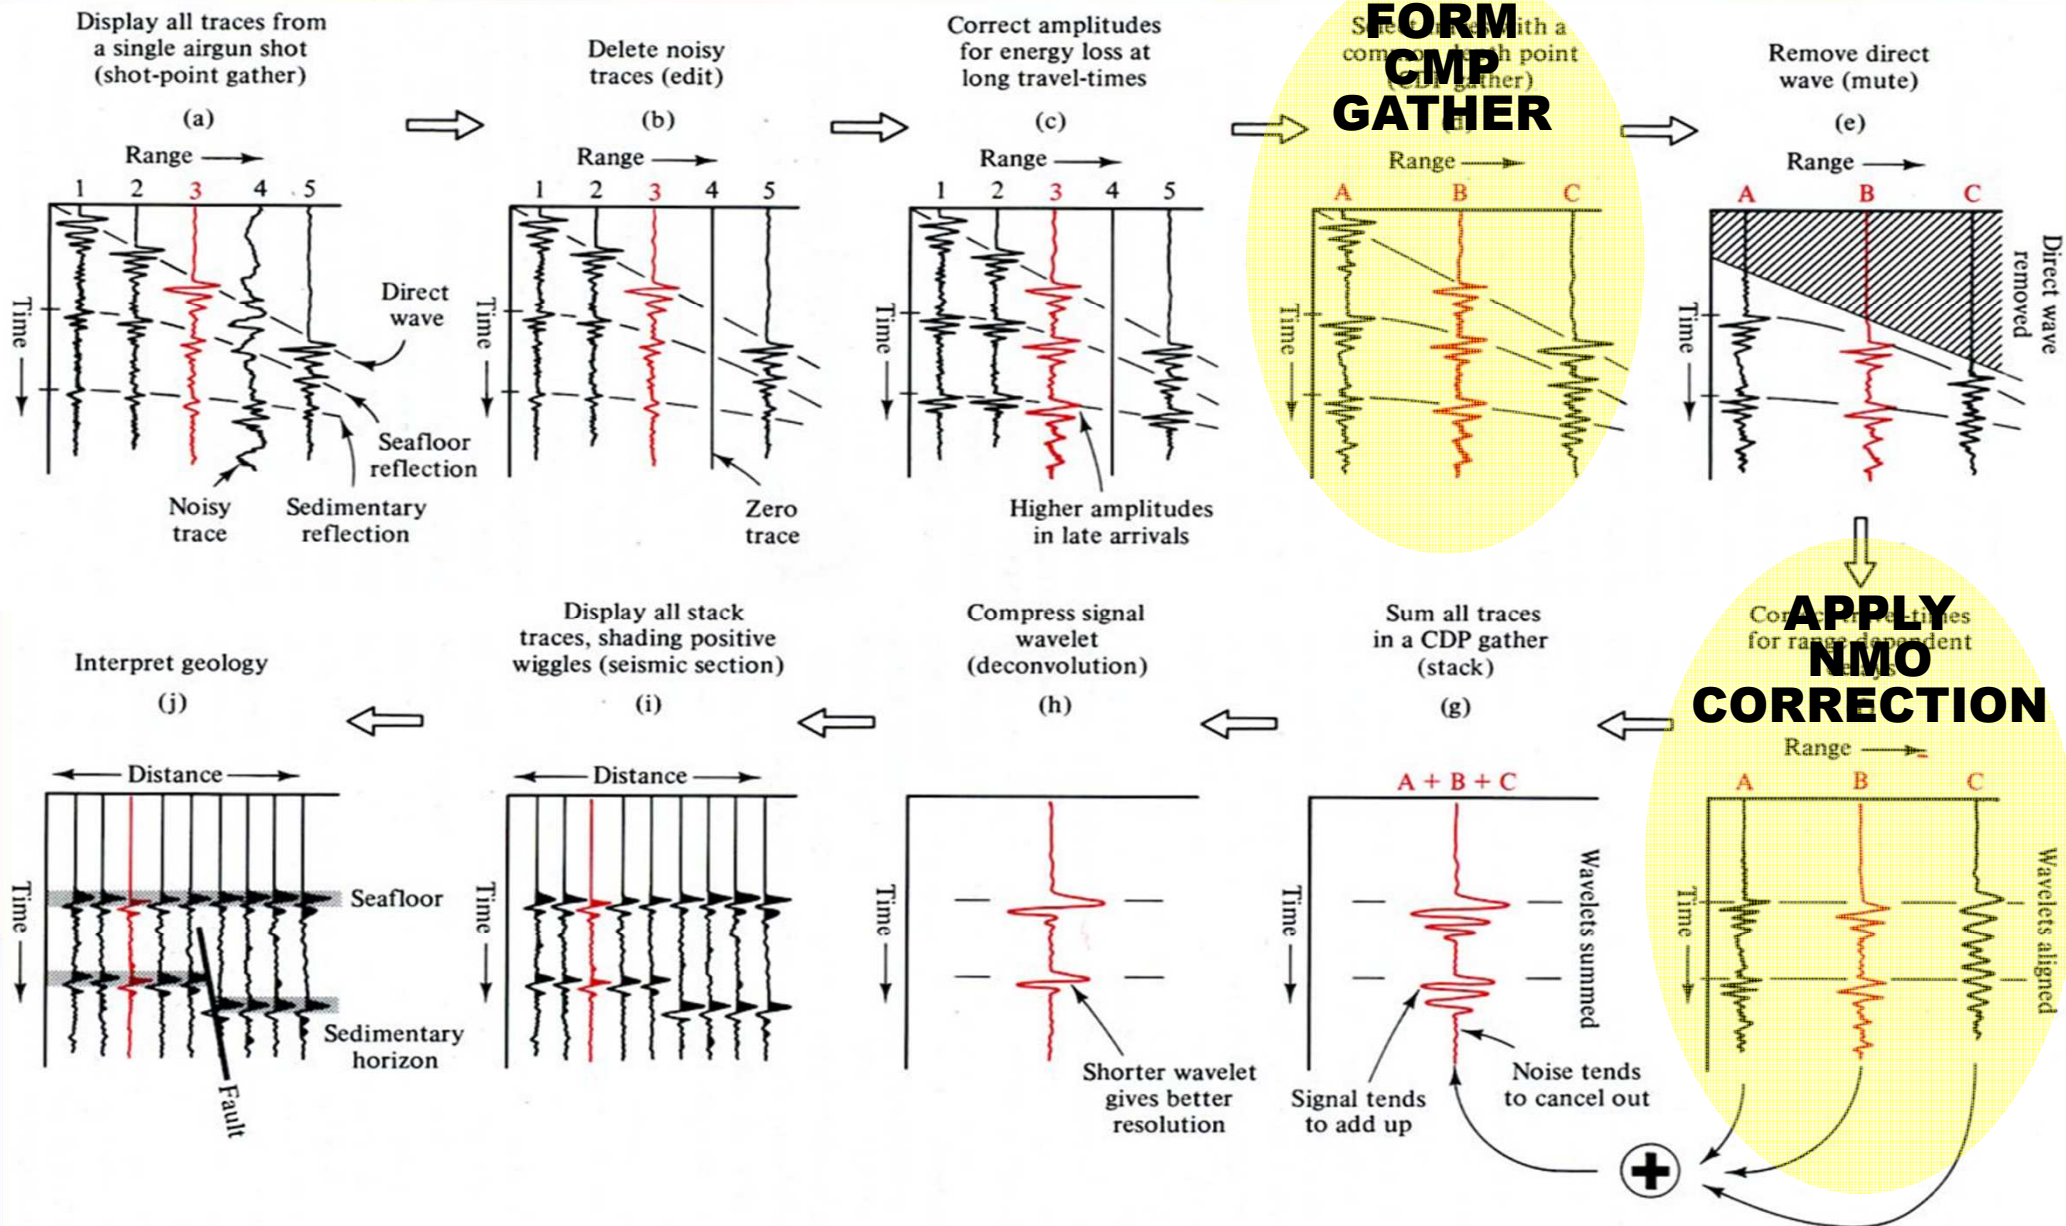 Display all traces from
a single airgun shot
(shot-point gather)
(a)
Range
1 2 3 4 5
Time
Direct
wave
Seafloor
reflection
Noisy
trace
Sedimentary
reflection
Delete noisy
traces (edit)
(b)
Range
1 2 3 4 5
Time
Zero
trace
Correct amplitudes
for energy loss at
long travel-times
(c)
Range
1 2 3 4 5
Time
Higher amplitudes
in late arrivals
FORM
CMP
GATHER
with a
point
gather)
Range
A B C
Time
Remove direct
wave (mute)
(e)
Range
A B C
Time
Direct wave
removed
APPLY
NMO
CORRECTION
for range dependent
Range
A B C
Time
Wavelets aligned
Sum all traces
in a CDP gather
(stack)
(g)
A + B + C
Time
Wavelets summed
Signal tends
to add up
Noise tends
to cancel out
+
Compress signal
wavelet
(deconvolution)
(h)
Time
Shorter wavelet
gives better
resolution
Display all stack
traces, shading positive
wiggles (seismic section)
(i)
Distance
Time
Interpret geology
(j)
Distance
Time
Seafloor
Sedimentary
horizon
Fault